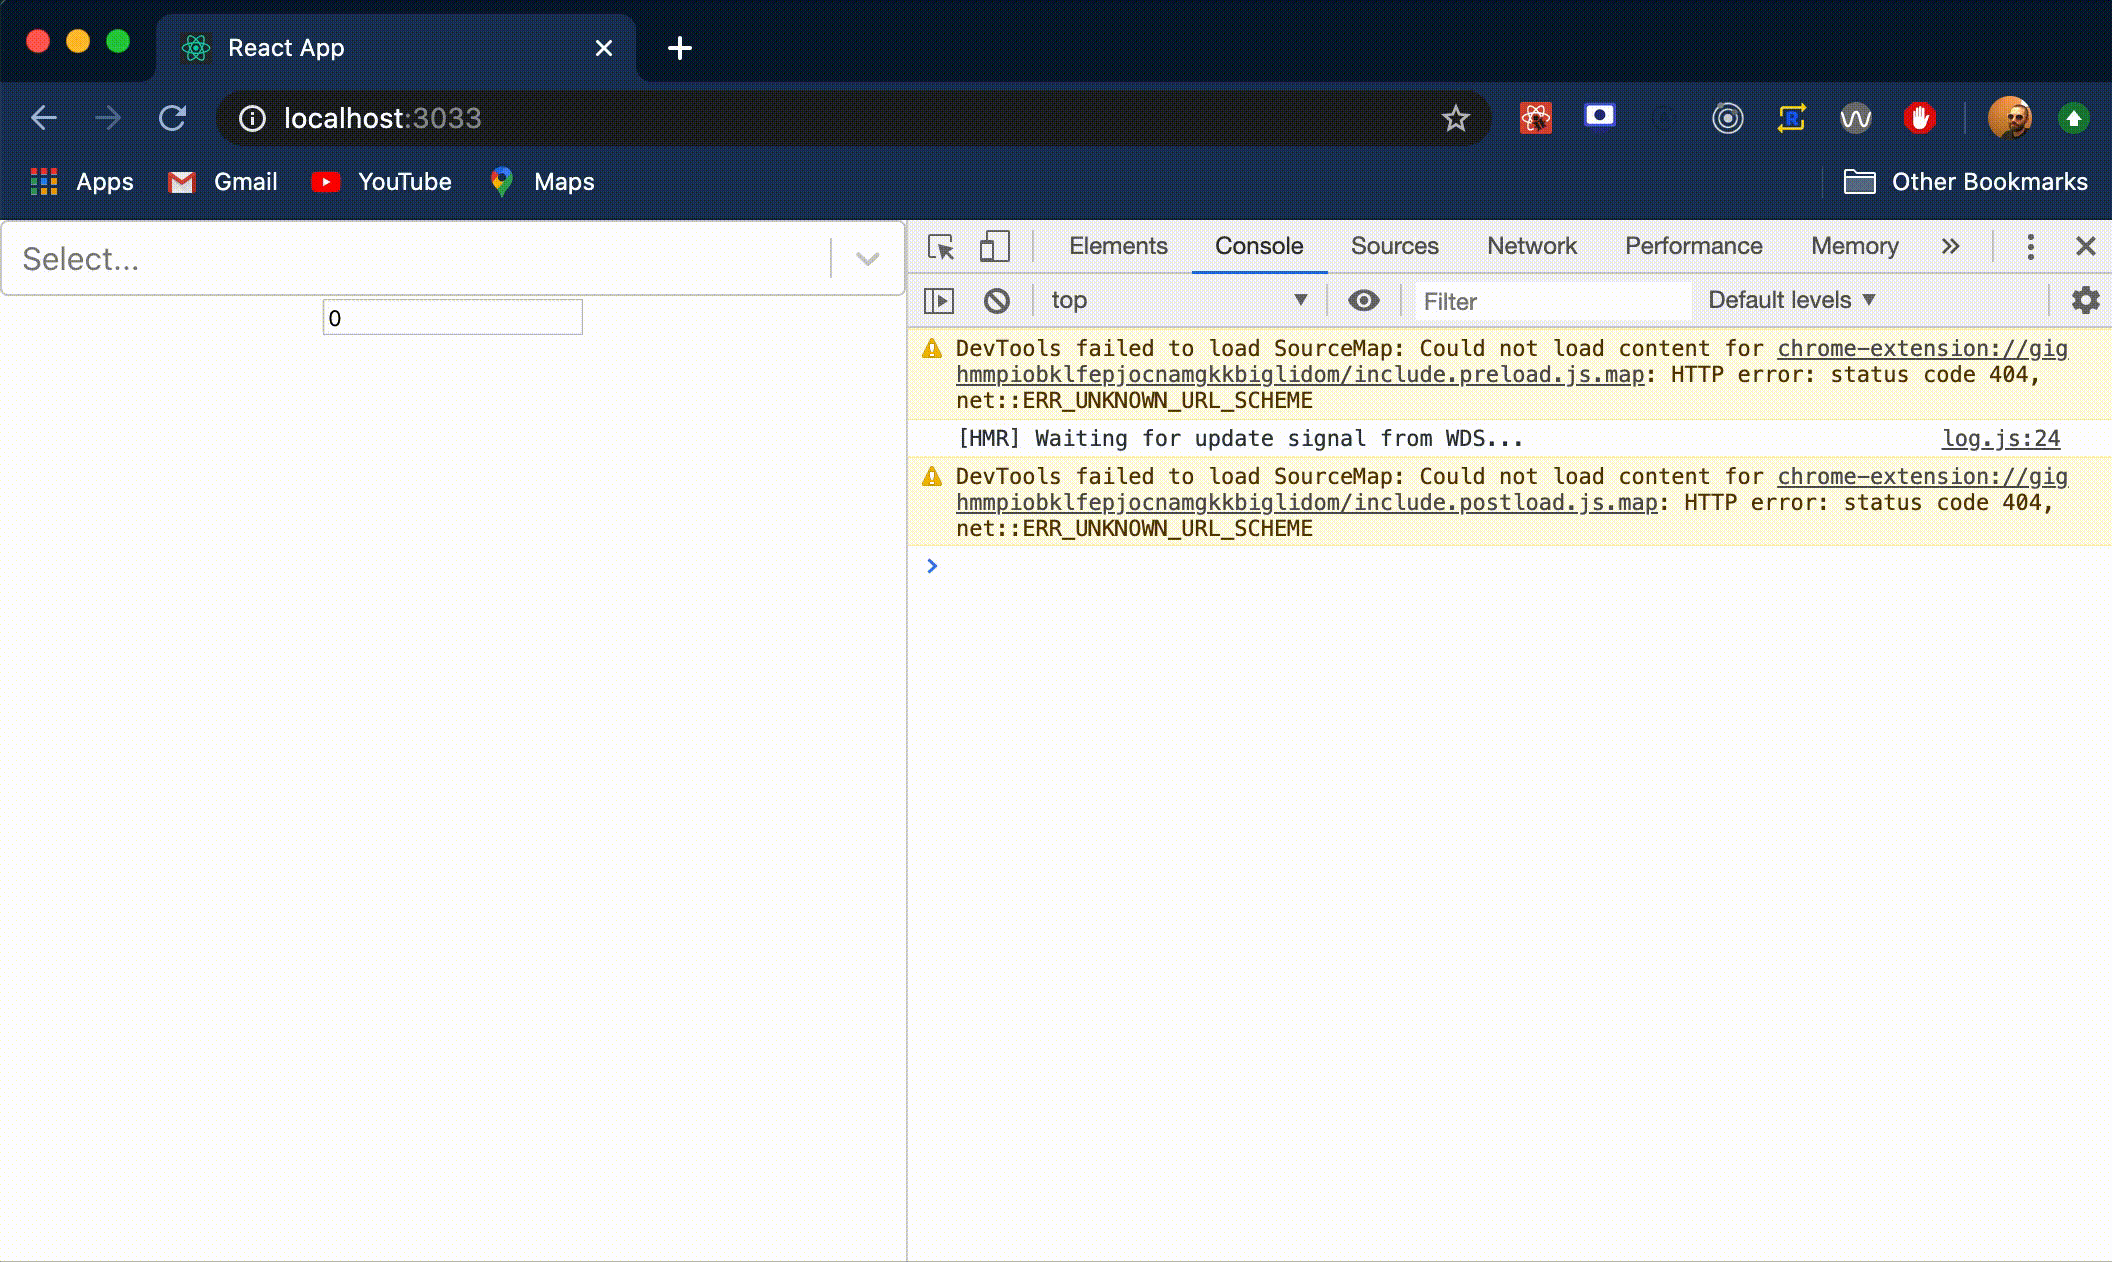 React App
localhost:3033
Apps Gmail YouTube Maps Other Bookmarks
Select...
0
Elements Console Sources Network Performance Memory
top Filter Default levels
DevTools failed to load SourceMap: Could not load content for chrome-extension://gig
hmmpiobklfepjocnamgkkbiglidom/include.preload.js.map: HTTP error: status code 404,
net::ERR_UNKNOWN_URL_SCHEME
[HMR] Waiting for update signal from WDS... log.js:24
DevTools failed to load SourceMap: Could not load content for chrome-extension://gig
hmmpiobklfepjocnamgkkbiglidom/include.postload.js.map: HTTP error: status code 404,
net::ERR_UNKNOWN_URL_SCHEME